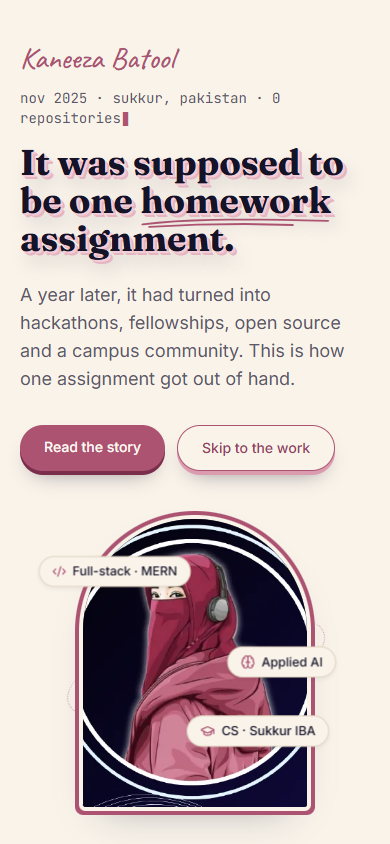 Kaneeza Batool
nov 2025 · sukkur, pakistan · 0
repositories
It was supposed to
be one homework
assignment.
A year later, it had turned into
hackathons, fellowships, open source
and a campus community. This is how
one assignment got out of hand.
Read the story
Skip to the work
</> Full-stack · MERN
Applied AI
CS · Sukkur IBA